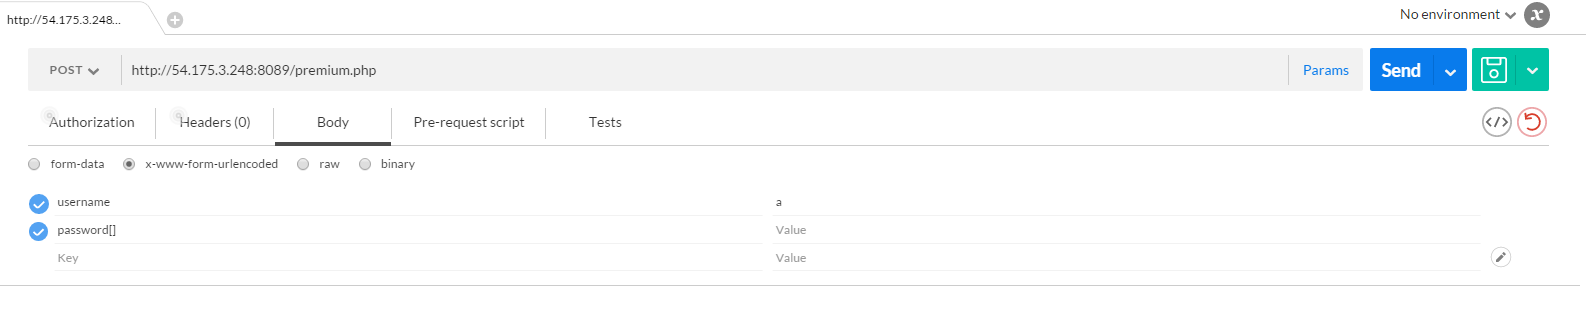 http://54.175.3.248...
No environment
POST http://54.175.3.248:8089/premium.php Params Send
Authorization Headers (0) Body Pre-request script Tests
form-data x-www-form-urlencoded raw binary
username a
password[] Value
Key Value